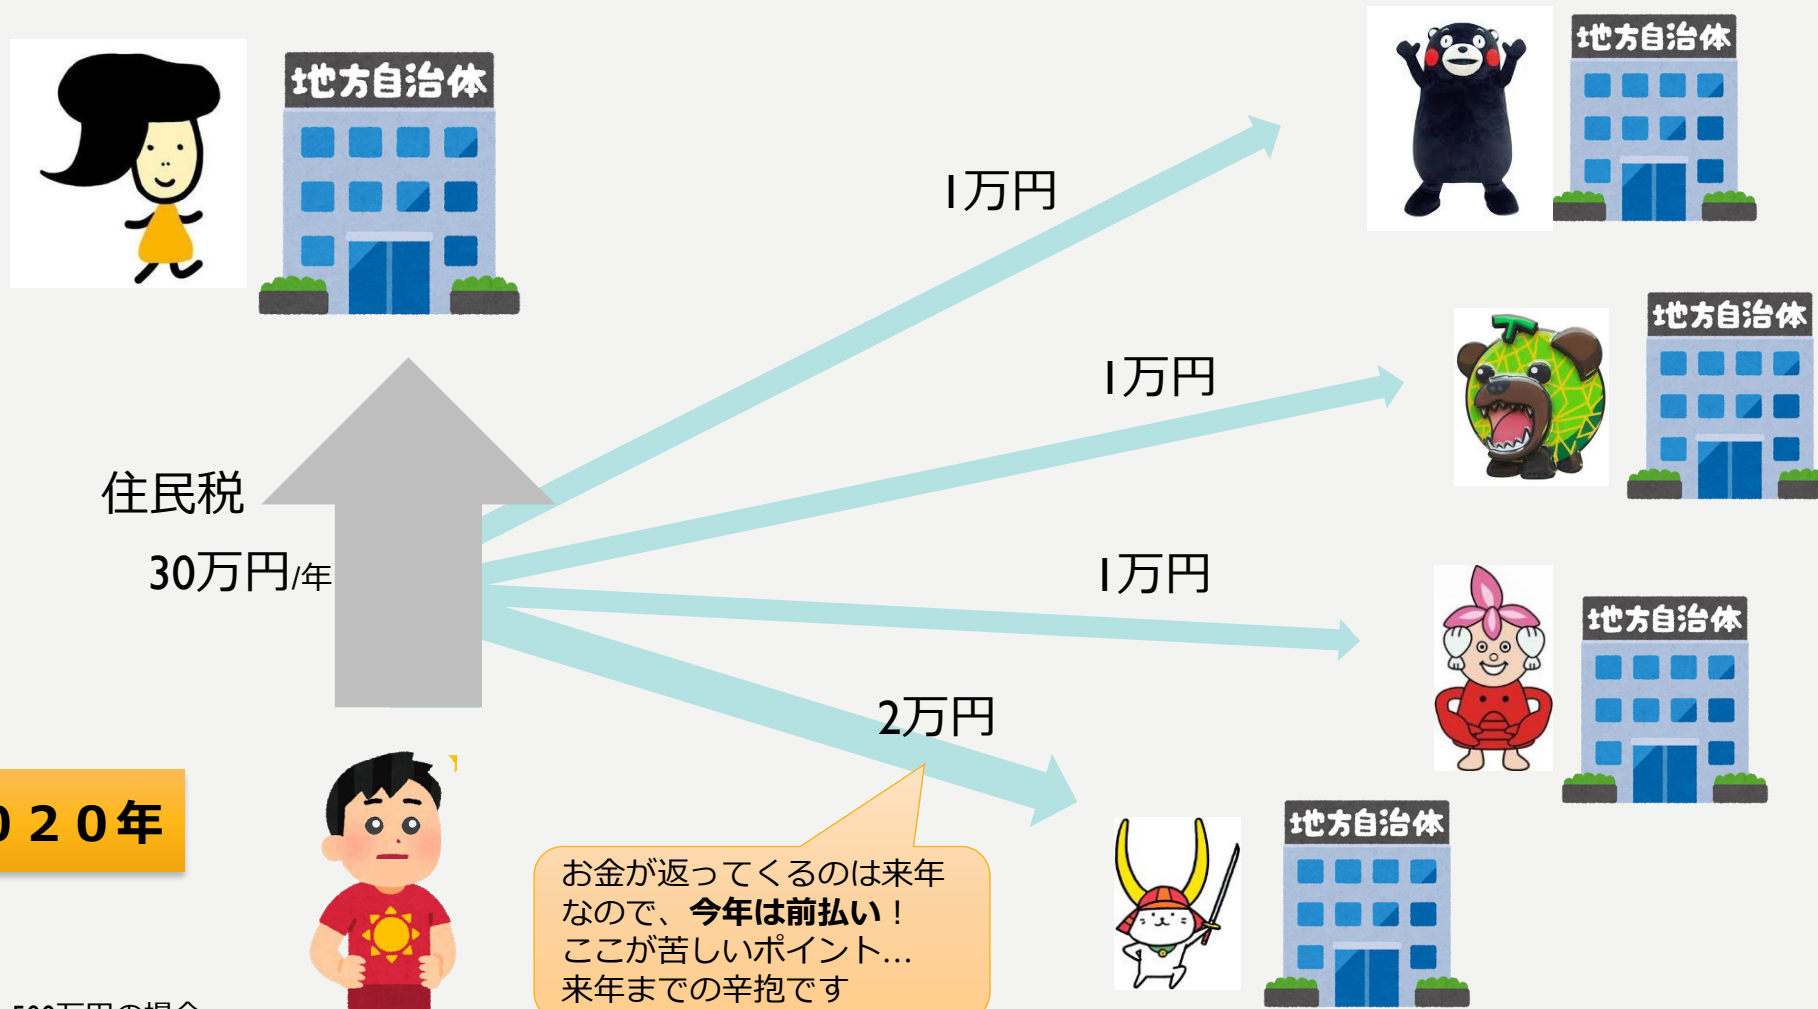 地方自治体
地方自治体
1万円
地方自治体
1万円
住民税
30万円/年
1万円
地方自治体
2万円
020年
地方自治体
お金が返ってくるのは来年
なので、今年は前払い！
ここが苦しいポイント…
来年までの辛抱です